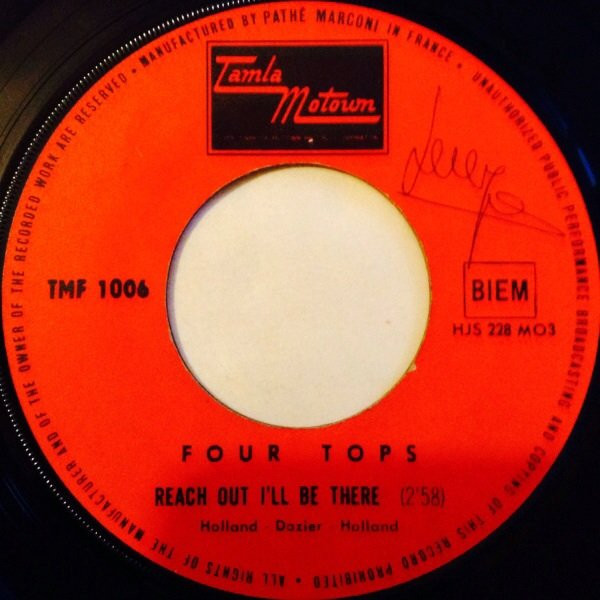 MANUFACTURED BY PATHÉ MARCONI IN FRANCE • UNAUTHORIZED PUBLIC PERFORMANCE BROADCASTING AND COPYING OF THIS RECORD PROHIBITED • ALL RIGHTS OF THE MANUFACTURER AND OF THE OWNER OF THE RECORDED WORK ARE RESERVED •
Tamla
Motown
TMF 1006
BIEM
HJS 228 MO3
FOUR TOPS
REACH OUT I'LL BE THERE (2'58)
Holland - Dozier - Holland